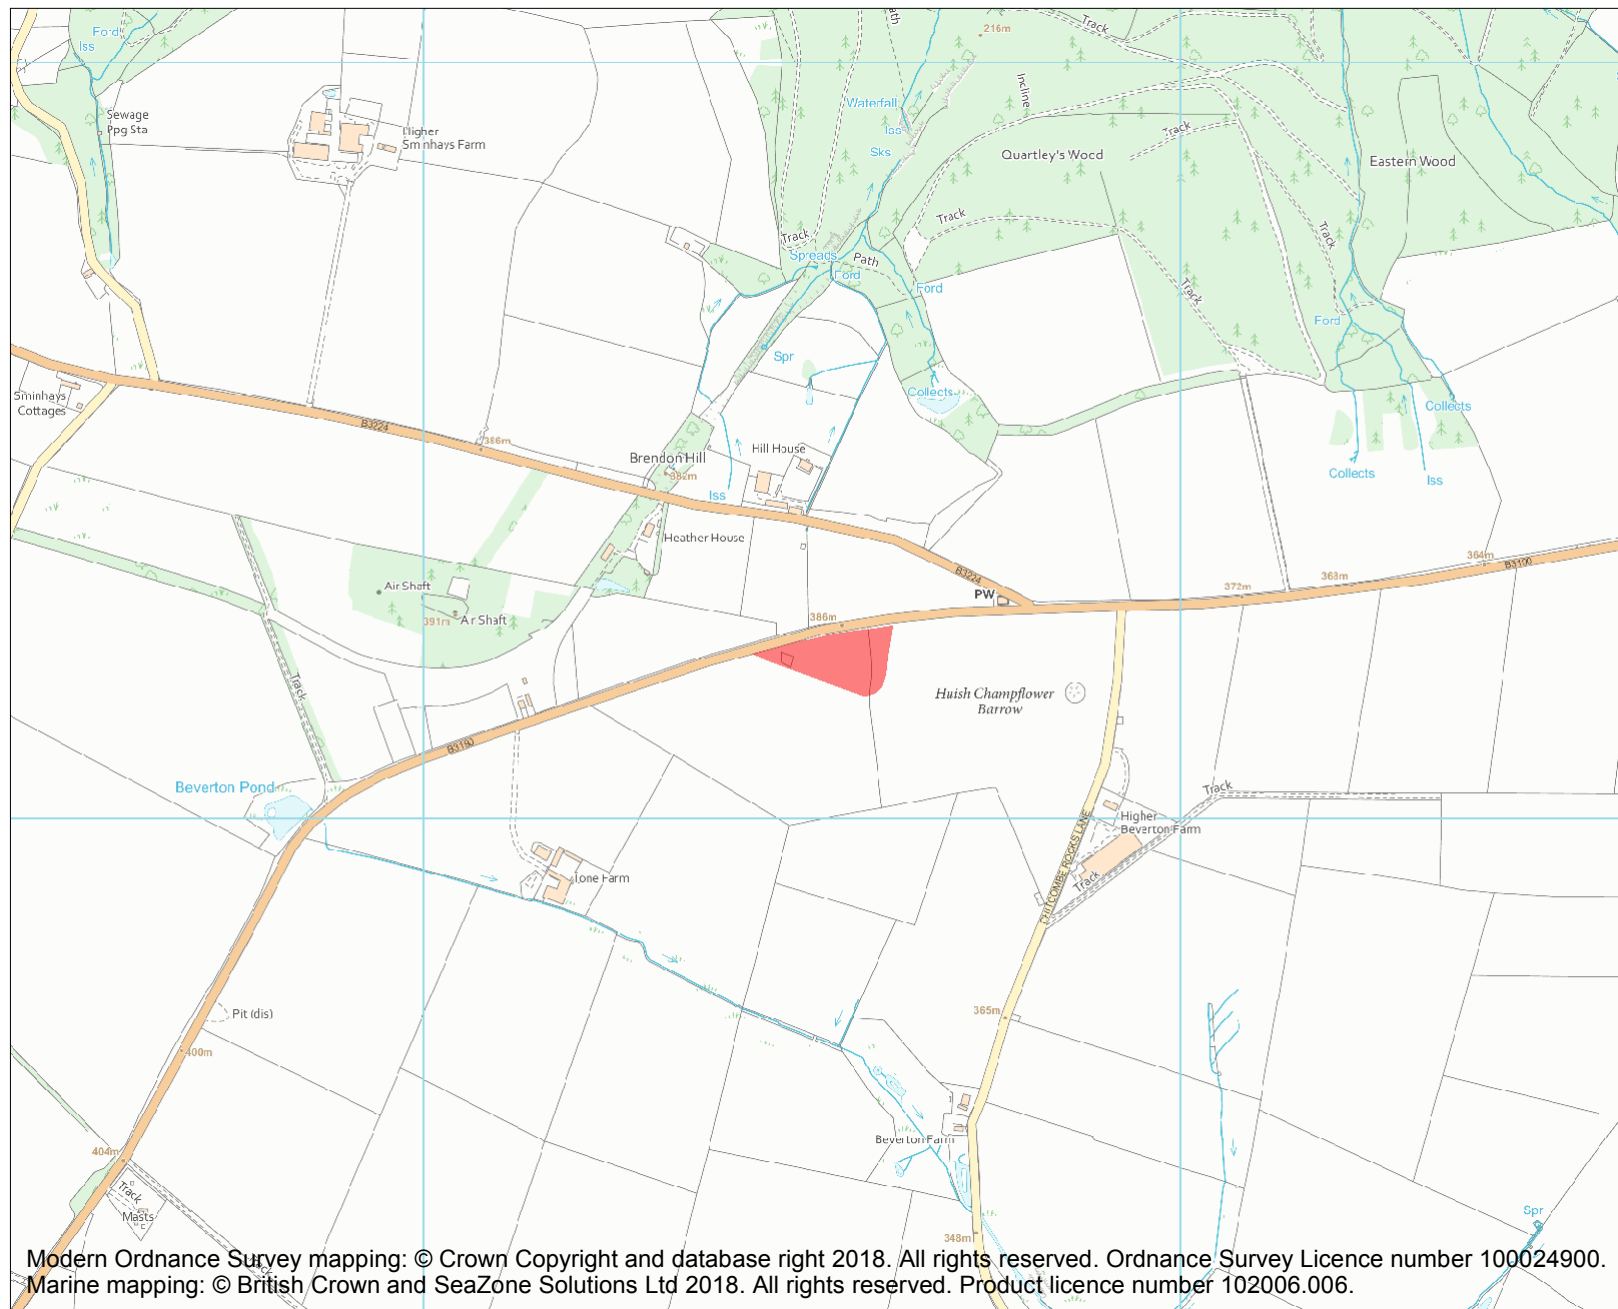 Ford
Iss
Path
216m
Track
Incline
Waterfall
Iss
Sks
Sewage
Ppg Sta
Higher
Sminhays Farm
Track
Quartley's Wood
Eastern Wood
Track
Track
Track
Spreads
Path
Ford
Ford
Track
Ford
Spr
Collects
Collects
Sminhays
Cottages
B3224
386m
Brendon Hill
382m
Hill House
Iss
Collects
Iss
Heather House
Air Shaft
Air Shaft
391m
B3224
PW
386m
372m
368m
364m
B3190
Track
Huish Champflower
Barrow
B3190
Beverton Pond
Track
Higher
Beverton Farm
CHITCOMBE ROCKS LANE
Track
Tone Farm
Pit (dis)
365m
400m
Beverton Farm
404m
Track
Masts
Track
348m
Spr
Modern Ordnance Survey mapping: © Crown Copyright and database right 2018. All rights reserved. Ordnance Survey Licence number 100024900.
Marine mapping: © British Crown and SeaZone Solutions Ltd 2018. All rights reserved. Product licence number 102006.006.